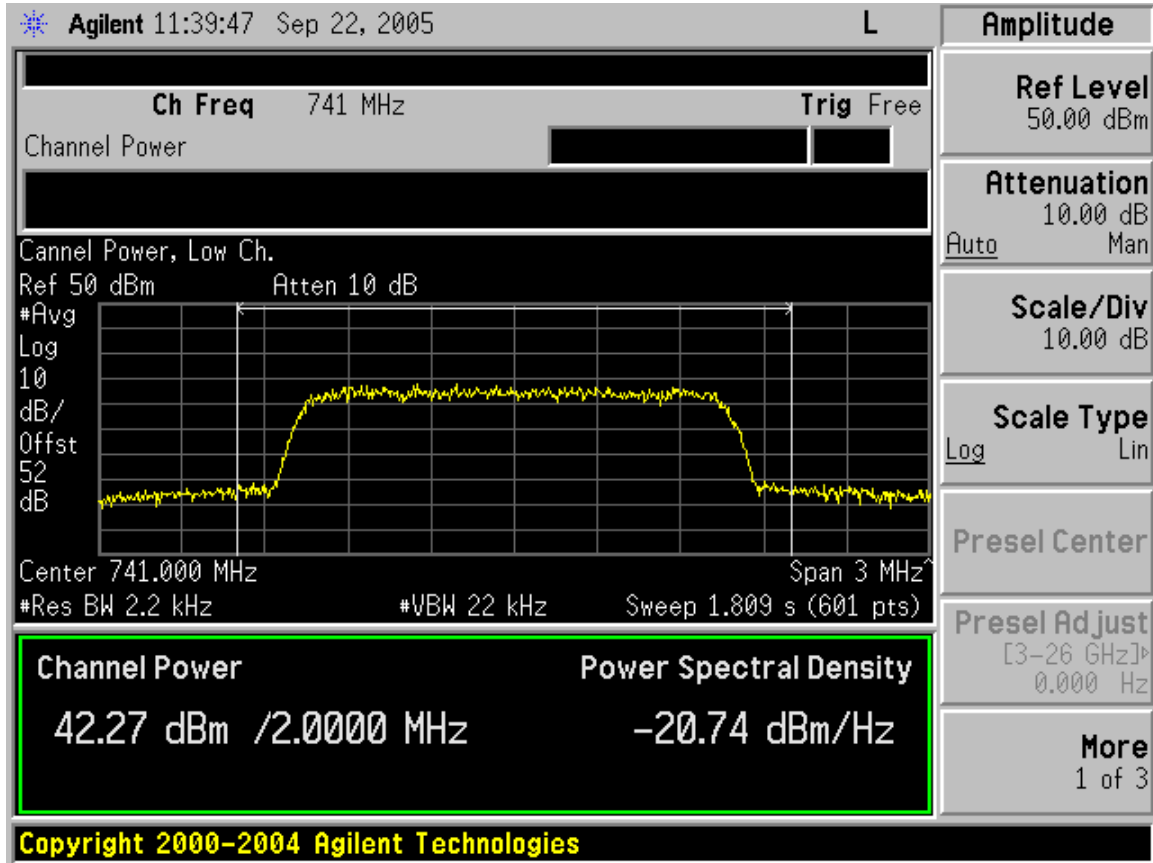 Agilent 11:39:47 Sep 22, 2005 L
Ch Freq 741 MHz Trig Free
Channel Power
Cannel Power, Low Ch.
Ref 50 dBm Atten 10 dB
#Avg
Log
10
dB/
Offst
52
dB
Center 741.000 MHz Span 3 MHz^
#Res BW 2.2 kHz #VBW 22 kHz Sweep 1.809 s (601 pts)
Channel Power Power Spectral Density
42.27 dBm /2.0000 MHz -20.74 dBm/Hz
Copyright 2000-2004 Agilent Technologies
Amplitude
Ref Level
50.00 dBm
Attenuation
10.00 dB
Auto Man
Scale/Div
10.00 dB
Scale Type
Log Lin
Presel Center
Presel Adjust
[3-26 GHz]▹
0.000 Hz
More
1 of 3